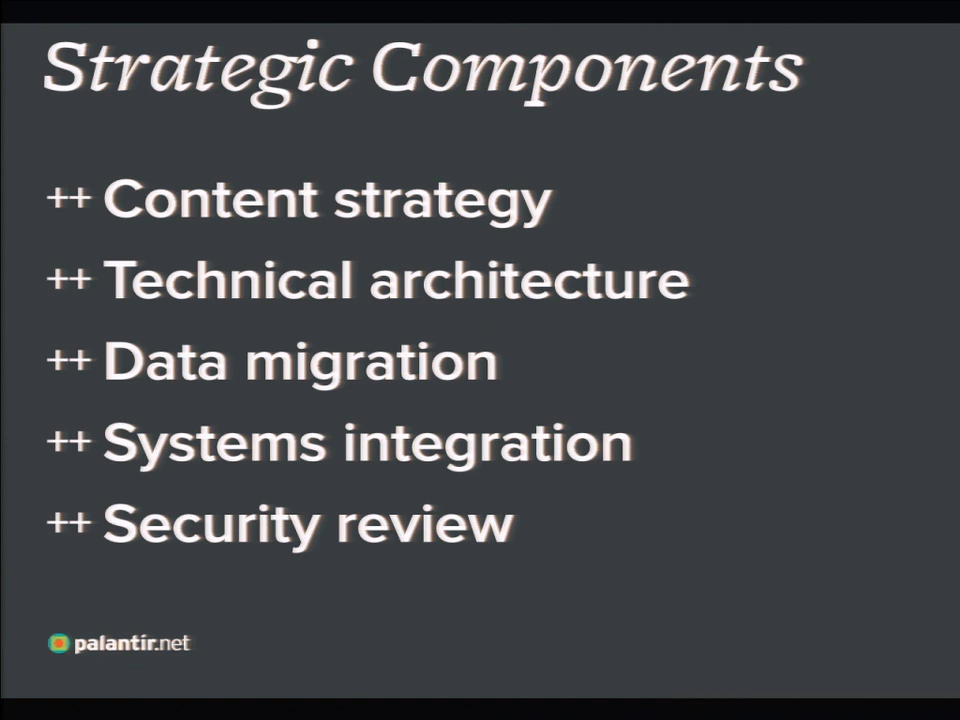 Strategic Components
++ Content strategy
++ Technical architecture
++ Data migration
++ Systems integration
++ Security review
palantir.net